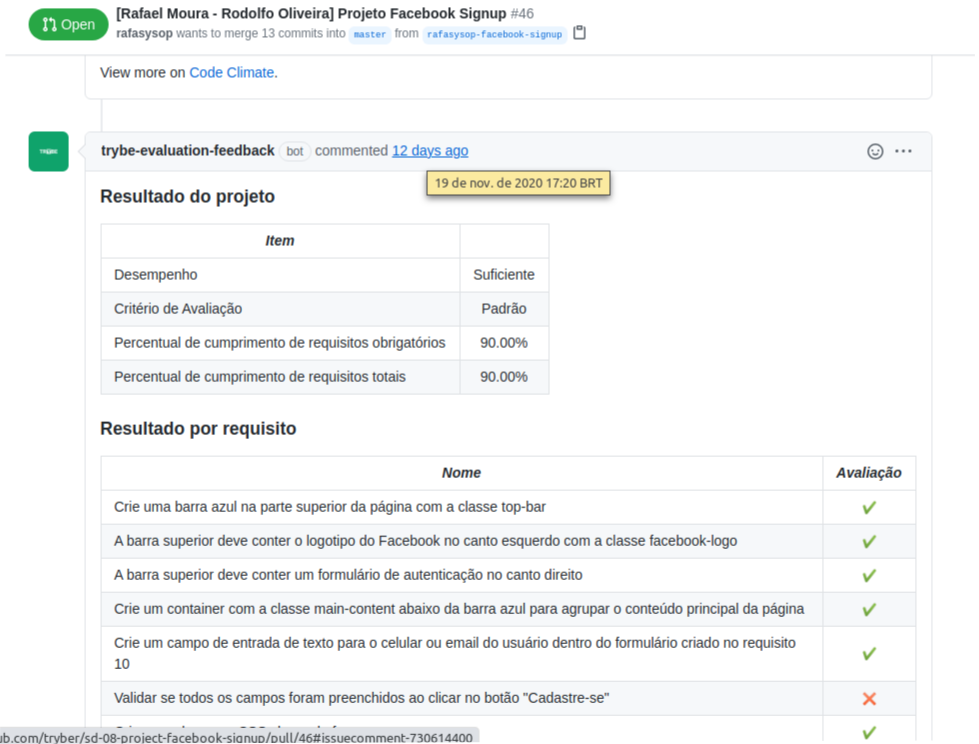 Open
[Rafael Moura - Rodolfo Oliveira] Projeto Facebook Signup #46
rafasysop wants to merge 13 commits into master from rafasysop-facebook-signup
View more on Code Climate.
TRYBE
trybe-evaluation-feedback bot commented 12 days ago
19 de nov. de 2020 17:20 BRT
Resultado do projeto
Item
Desempenho Suficiente
Critério de Avaliação Padrão
Percentual de cumprimento de requisitos obrigatórios 90.00%
Percentual de cumprimento de requisitos totais 90.00%
Resultado por requisito
Nome Avaliação
Crie uma barra azul na parte superior da página com a classe top-bar
A barra superior deve conter o logotipo do Facebook no canto esquerdo com a classe facebook-logo
A barra superior deve conter um formulário de autenticação no canto direito
Crie um container com a classe main-content abaixo da barra azul para agrupar o conteúdo principal da página
Crie um campo de entrada de texto para o celular ou email do usuário dentro do formulário criado no requisito
10
Validar se todos os campos foram preenchidos ao clicar no botão "Cadastre-se"
ub.com/tryber/sd-08-project-facebook-signup/pull/46#issuecomment-730614400